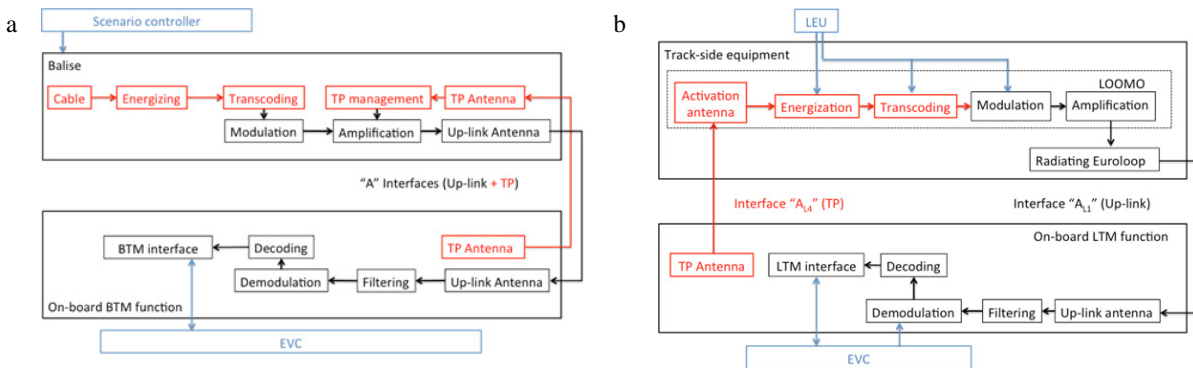 a
Scenario controller
Balise
Cable
Energizing
Transcoding
TP management
TP Antenna
Modulation
Amplification
Up-link Antenna
"A" Interfaces (Up-link + TP)
TP Antenna
BTM interface
Decoding
Demodulation
Filtering
Up-link Antenna
On-board BTM function
EVC
b
LEU
Track-side equipment
LOOMO
Activation
antenna
Energization
Transcoding
Modulation
Amplification
Radiating Euroloop
Interface "AL4" (TP)
Interface "AL1" (Up-link)
On-board LTM function
TP Antenna
LTM interface
Decoding
Demodulation
Filtering
Up-link antenna
EVC